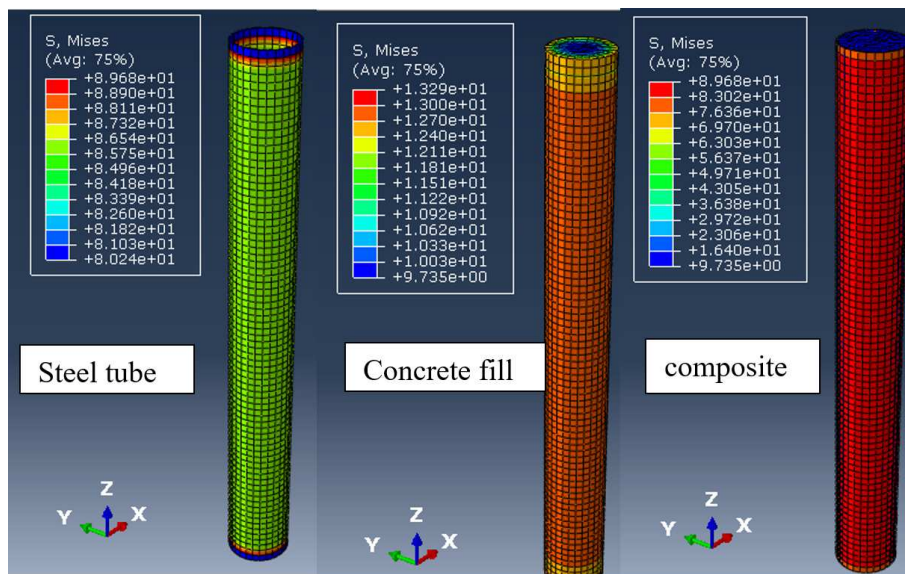 S, Mises
(Avg: 75%)
+8.968e+01
+8.890e+01
+8.811e+01
+8.732e+01
+8.654e+01
+8.575e+01
+8.496e+01
+8.418e+01
+8.339e+01
+8.260e+01
+8.182e+01
+8.103e+01
+8.024e+01
Steel tube
Z
Y
X
S, Mises
(Avg: 75%)
+1.329e+01
+1.300e+01
+1.270e+01
+1.240e+01
+1.211e+01
+1.181e+01
+1.151e+01
+1.122e+01
+1.092e+01
+1.062e+01
+1.033e+01
+1.003e+01
+9.735e+00
Concrete fill
Z
Y
X
S, Mises
(Avg: 75%)
+8.968e+01
+8.302e+01
+7.636e+01
+6.970e+01
+6.303e+01
+5.637e+01
+4.971e+01
+4.305e+01
+3.638e+01
+2.972e+01
+2.306e+01
+1.640e+01
+9.735e+00
composite
Z
Y
X